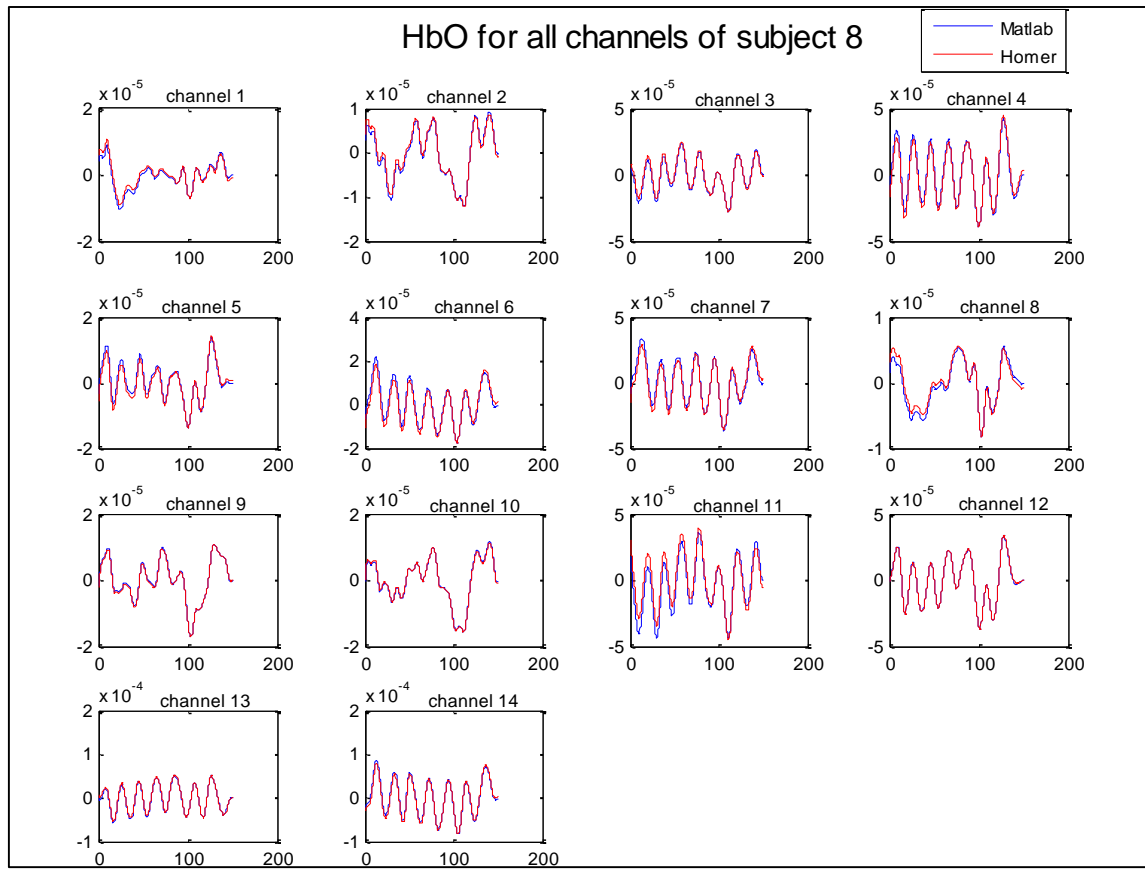 HbO for all channels of subject 8
Matlab
Homer
x 10^-5
channel 1
2
0
-2
0
100
200
x 10^-5
channel 2
1
0
-1
-2
0
100
200
x 10^-5
channel 3
5
0
-5
0
100
200
x 10^-5
channel 4
5
0
-5
0
100
200
x 10^-5
channel 5
2
0
-2
0
100
200
x 10^-5
channel 6
4
2
0
-2
0
100
200
x 10^-5
channel 7
5
0
-5
0
100
200
x 10^-5
channel 8
1
0
-1
0
100
200
x 10^-5
channel 9
2
0
-2
0
100
200
x 10^-5
channel 10
2
0
-2
0
100
200
x 10^-5
channel 11
5
0
-5
0
100
200
x 10^-5
channel 12
5
0
-5
0
100
200
x 10^-4
channel 13
2
1
0
-1
0
100
200
x 10^-4
channel 14
2
1
0
-1
0
100
200